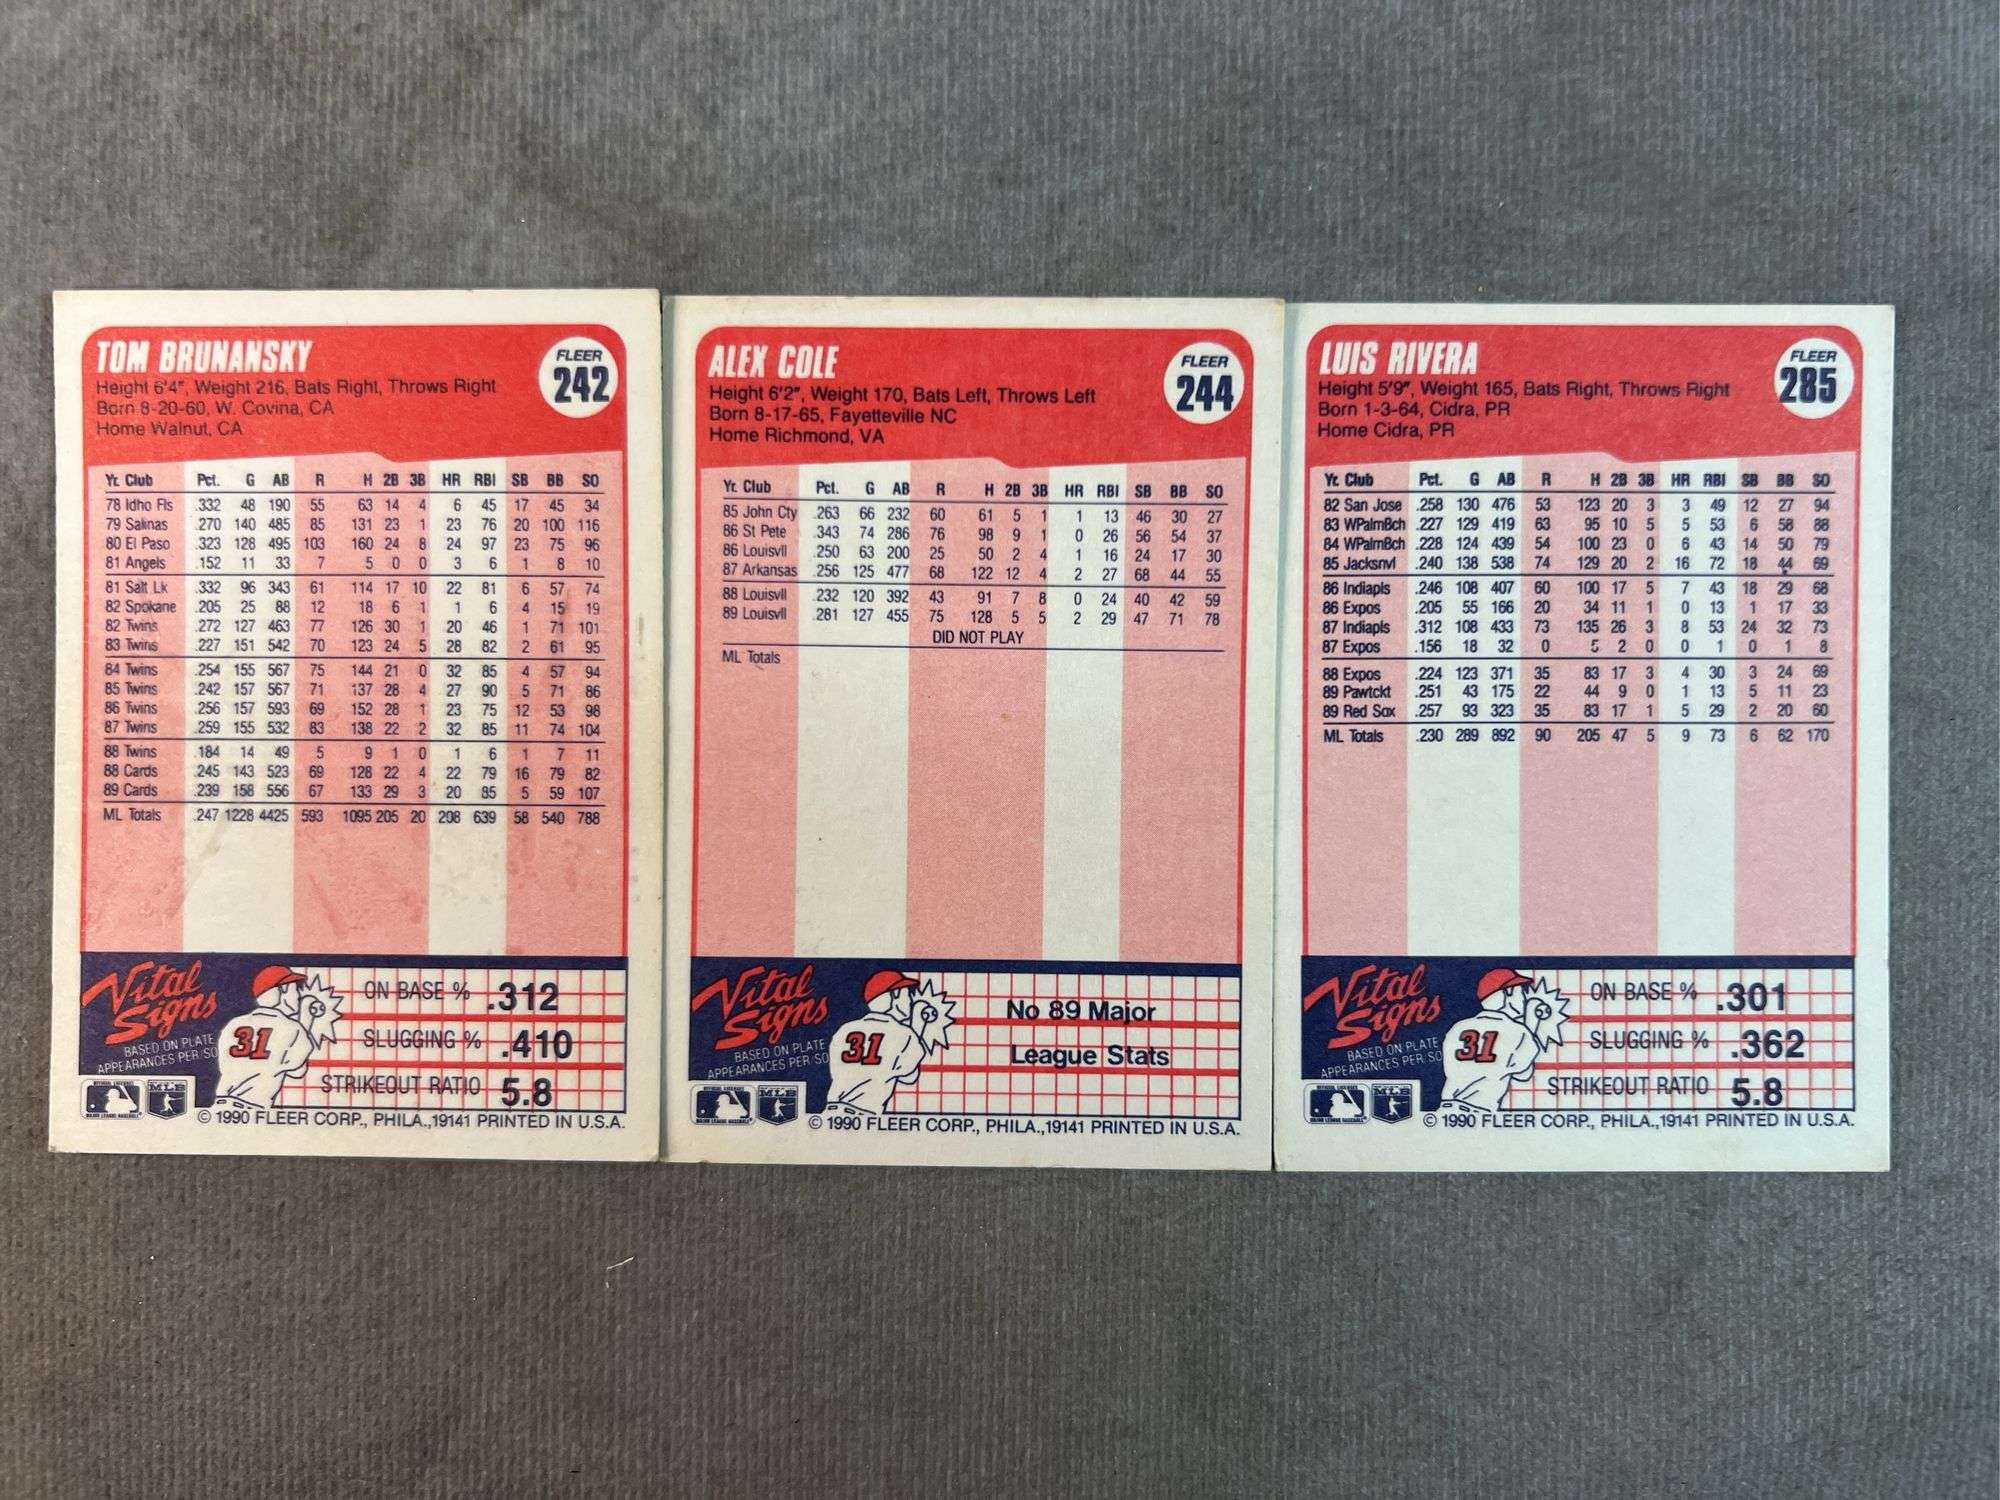 TOM BRUNANSKY
FLEER
242
Height 6'4", Weight 216, Bats Right, Throws Right
Born 8-20-60, W. Covina, CA
Home Walnut, CA
Yr. Club Pct. G AB R H 2B 3B HR RBI SB BB SO
78 Idho Fls .332 48 190 55 63 14 4 6 45 17 45 34
79 Salinas .270 140 485 85 131 23 1 23 76 20 100 116
80 El Paso .323 128 495 103 160 24 8 24 97 23 75 96
81 Angels .152 11 33 7 5 0 0 3 6 1 8 10
81 Salt Lk .332 96 343 61 114 17 10 22 81 6 57 74
82 Spokane .205 25 88 12 18 6 1 1 6 4 15 19
82 Twins .272 127 463 77 126 30 1 20 46 1 71 101
83 Twins .227 151 542 70 123 24 5 28 82 2 61 95
84 Twins .254 155 567 75 144 21 0 32 85 4 57 94
85 Twins .242 157 567 71 137 28 4 27 90 5 71 86
86 Twins .256 157 593 69 152 28 1 23 75 12 53 98
87 Twins .259 155 532 83 138 22 2 32 85 11 74 104
88 Twins .184 14 49 5 9 1 0 1 6 1 7 11
88 Cards .245 143 523 69 128 22 4 22 79 16 79 82
89 Cards .239 158 556 67 133 29 3 20 85 5 59 107
ML Totals .247 1228 4425 593 1095 205 20 208 639 58 540 788
Vital Signs
BASED ON PLATE APPEARANCES PER/SO
31
ON BASE % .312
SLUGGING % .410
STRIKEOUT RATIO 5.8
© 1990 FLEER CORP., PHILA.,19141 PRINTED IN U.S.A.
ALEX COLE
FLEER
244
Height 6'2", Weight 170, Bats Left, Throws Left
Born 8-17-65, Fayetteville NC
Home Richmond, VA
Yr. Club Pct. G AB R H 2B 3B HR RBI SB BB SO
85 John Cty .263 66 232 60 61 5 1 1 13 46 30 27
86 St Pete .343 74 286 76 98 9 1 0 26 56 54 37
86 Louisvll .250 63 200 25 50 2 4 1 16 24 17 30
87 Arkansas .256 125 477 68 122 12 4 2 27 68 44 55
88 Louisvll .232 120 392 43 91 7 8 0 24 40 42 59
89 Louisvll .281 127 455 75 128 5 5 2 29 47 71 78
DID NOT PLAY
ML Totals
Vital Signs
BASED ON PLATE APPEARANCES PER/SO
31
No 89 Major
League Stats
MLB
© 1990 FLEER CORP., PHILA.,19141 PRINTED IN U.S.A.
LUIS RIVERA
FLEER
285
Height 5'9", Weight 165, Bats Right, Throws Right
Born 1-3-64, Cidra, PR
Home Cidra, PR
Yr. Club Pct. G AB R H 2B 3B HR RBI SB BB SO
82 San Jose .258 130 476 53 123 20 3 3 49 12 27 94
83 WPalmBch .227 129 419 63 95 10 5 5 53 6 58 88
84 WPalmBch .228 124 439 54 100 23 0 6 43 14 50 79
85 Jacksnvl .240 138 538 74 129 20 2 16 72 18 44 69
86 Indiapls .246 108 407 60 100 17 5 7 43 18 29 68
86 Expos .205 55 166 20 34 11 1 0 13 1 17 33
87 Indiapls .312 108 433 73 135 26 3 8 53 24 32 73
87 Expos .156 18 32 0 5 2 0 0 1 0 1 8
88 Expos .224 123 371 35 83 17 3 4 30 3 24 69
89 Pawtckt .251 43 175 22 44 9 0 1 13 5 11 23
89 Red Sox .257 93 323 35 83 17 1 5 29 2 20 60
ML Totals .230 289 892 90 205 47 5 9 73 6 62 170
Vital Signs
BASED ON PLATE APPEARANCES PER/SO
31
ON BASE % .301
SLUGGING % .362
STRIKEOUT RATIO 5.8
© 1990 FLEER CORP., PHILA.,19141 PRINTED IN U.S.A.